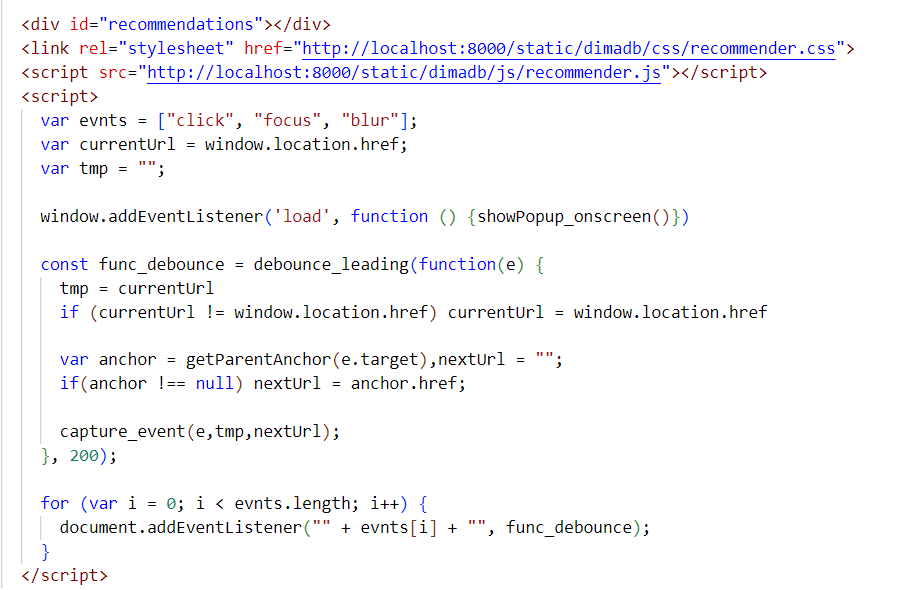 <div id="recommendations"></div>
<link rel="stylesheet" href="http://localhost:8000/static/dimadb/css/recommender.css">
<script src="http://localhost:8000/static/dimadb/js/recommender.js"></script>
<script>
  var evnts = ["click", "focus", "blur"];
  var currentUrl = window.location.href;
  var tmp = "";

  window.addEventListener('load', function () {showPopup_onscreen()})

  const func_debounce = debounce_leading(function(e) {
    tmp = currentUrl
    if (currentUrl != window.location.href) currentUrl = window.location.href

    var anchor = getParentAnchor(e.target),nextUrl = "";
    if(anchor !== null) nextUrl = anchor.href;

    capture_event(e,tmp,nextUrl);
  }, 200);

  for (var i = 0; i < evnts.length; i++) {
    document.addEventListener("" + evnts[i] + "", func_debounce);
  }
</script>